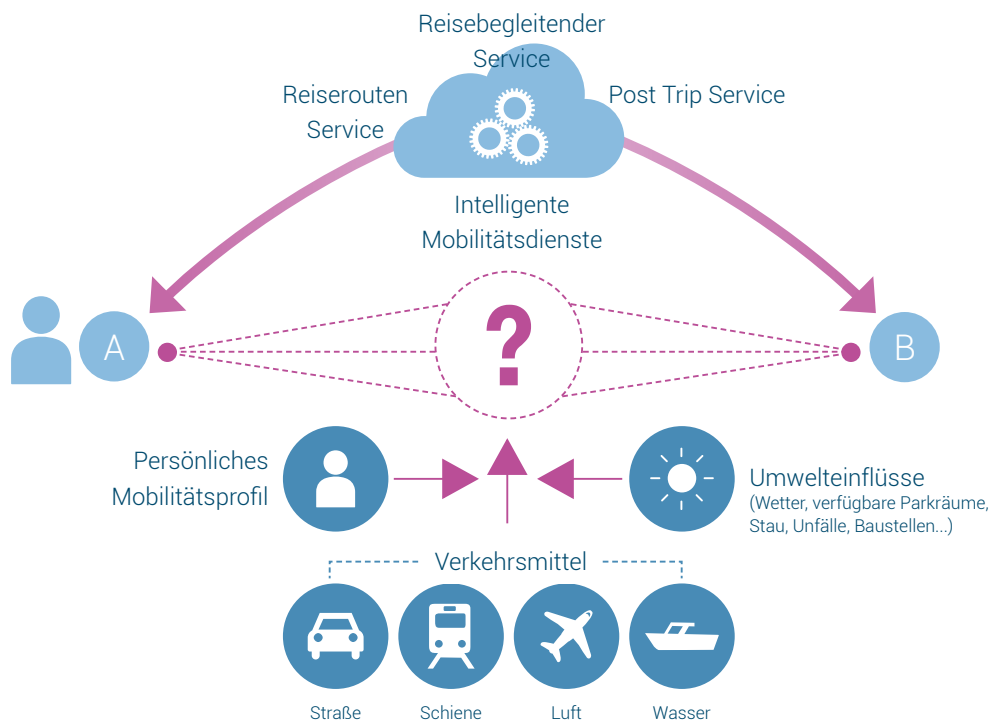 Reisebegleitender
Service
Reiserouten
Service
Post Trip Service
Intelligente
Mobilitätsdienste
A
?
B
Persönliches
Mobilitätsprofil
Umwelteinflüsse
(Wetter, verfügbare Parkräume,
Stau, Unfälle, Baustellen...)
Verkehrsmittel
Straße
Schiene
Luft
Wasser